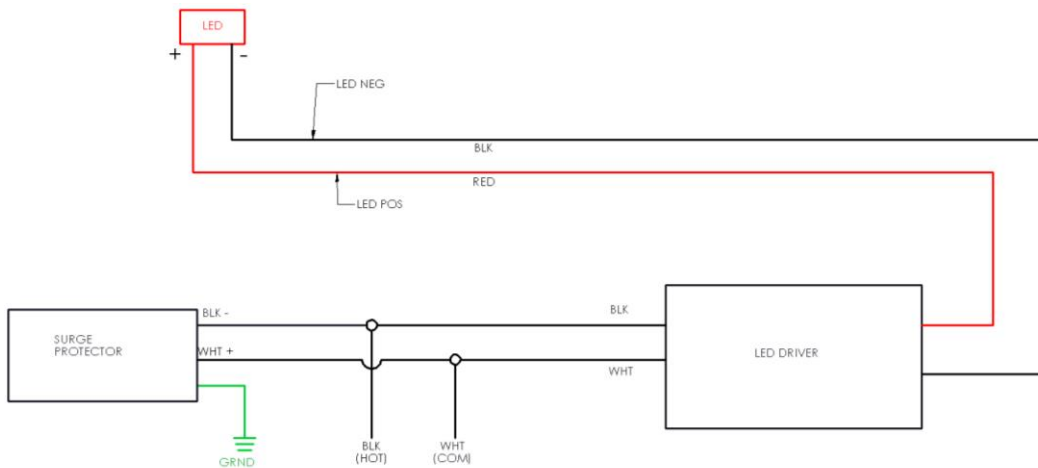 LED
+
-
LED NEG
BLK
RED
LED POS
BLK -
BLK
SURGE
PROTECTOR
WHT +
LED DRIVER
WHT
BLK
(HOT)
WHT
(COM)
GRND